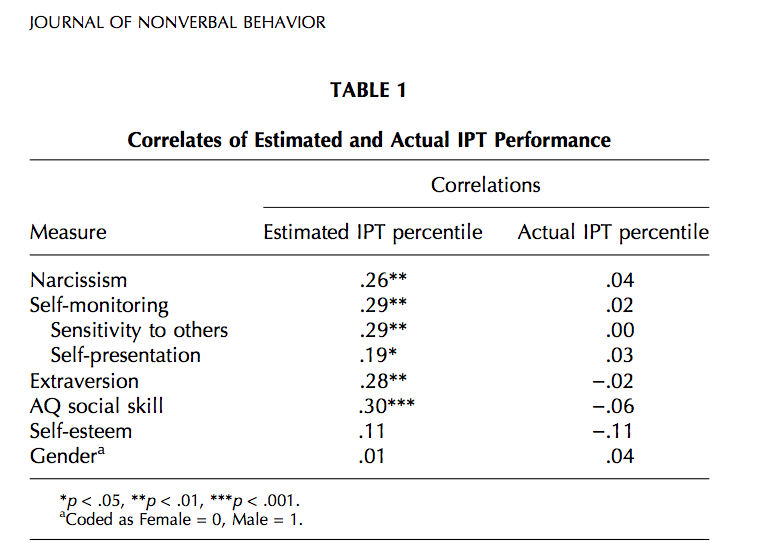 JOURNAL OF NONVERBAL BEHAVIOR
TABLE 1
Correlates of Estimated and Actual IPT Performance
Correlations
Measure Estimated IPT percentile Actual IPT percentile
Narcissism .26** .04
Self-monitoring .29** .02
Sensitivity to others .29** .00
Self-presentation .19* .03
Extraversion .28** −.02
AQ social skill .30*** −.06
Self-esteem .11 −.11
Genderᵃ .01 .04
*p < .05, **p < .01, ***p < .001.
ᵃCoded as Female = 0, Male = 1.